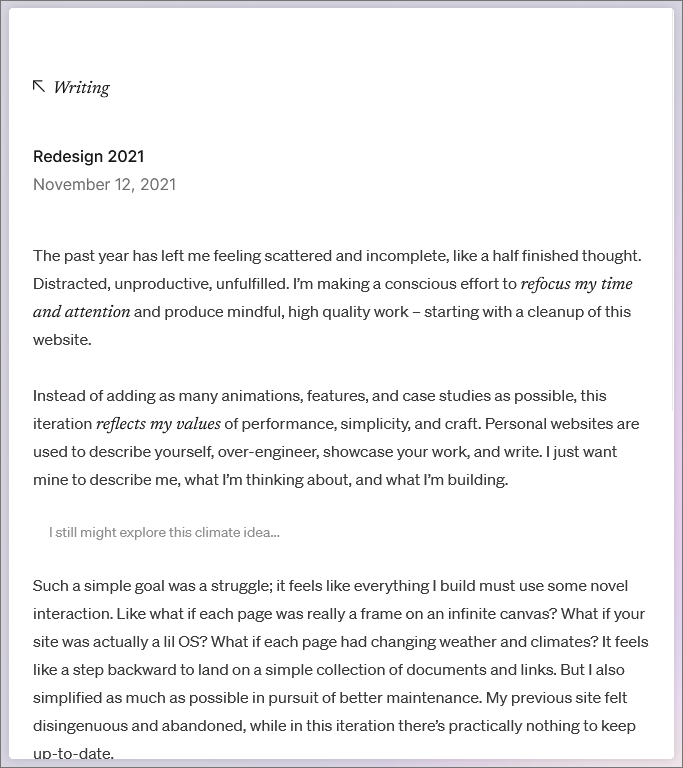 Writing
Redesign 2021
November 12, 2021
The past year has left me feeling scattered and incomplete, like a half finished thought.
Distracted, unproductive, unfulfilled. I’m making a conscious effort to refocus my time
and attention and produce mindful, high quality work – starting with a cleanup of this
website.
Instead of adding as many animations, features, and case studies as possible, this
iteration reflects my values of performance, simplicity, and craft. Personal websites are
used to describe yourself, over-engineer, showcase your work, and write. I just want
mine to describe me, what I’m thinking about, and what I’m building.
I still might explore this climate idea...
Such a simple goal was a struggle; it feels like everything I build must use some novel
interaction. Like what if each page was really a frame on an infinite canvas? What if your
site was actually a lil OS? What if each page had changing weather and climates? It feels
like a step backward to land on a simple collection of documents and links. But I also
simplified as much as possible in pursuit of better maintenance. My previous site felt
disingenuous and abandoned, while in this iteration there’s practically nothing to keep
up-to-date.